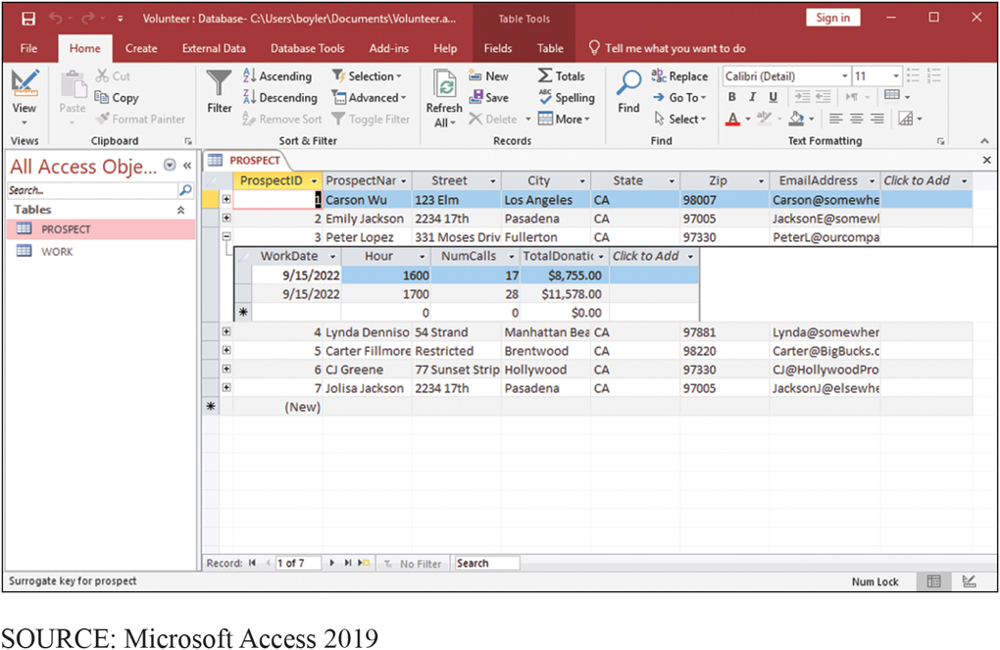 Volunteer : Database- C:\Users\boyler\Documents\Volunteer.a... Table Tools Sign in
File Home Create External Data Database Tools Add-ins Help Fields Table Tell me what you want to do
View
Views
Paste
Cut
Copy
Format Painter
Clipboard
Filter
Ascending
Descending
Remove Sort
Selection
Advanced
Toggle Filter
Sort & Filter
Refresh
All
New
Save
Delete
Totals
Spelling
More
Records
Find
Replace
Go To
Select
Find
Calibri (Detail) 11
B I U
A
Text Formatting
All Access Obje...
Search...
Tables
PROSPECT
WORK
PROSPECT
ProspectID ProspectNar Street City State Zip EmailAddress Click to Add
1 Carson Wu 123 Elm Los Angeles CA 98007 Carson@somewhe
2 Emily Jackson 2234 17th Pasadena CA 97005 JacksonE@somewl
3 Peter Lopez 331 Moses Driv Fullerton CA 97330 PeterL@ourcompa
WorkDate Hour NumCalls TotalDonatic Click to Add
9/15/2022 1600 17 $8,755.00
9/15/2022 1700 28 $11,578.00
0 0 $0.00
4 Lynda Denniso 54 Strand Manhattan Bea CA 97881 Lynda@somewher
5 Carter Fillmore Restricted Brentwood CA 98220 Carter@BigBucks.c
6 CJ Greene 77 Sunset Strip Hollywood CA 97330 CJ@HollywoodPro
7 Jolisa Jackson 2234 17th Pasadena CA 97005 JacksonJ@elsewhe
(New)
Record: 1 of 7 No Filter Search
Surrogate key for prospect Num Lock
SOURCE: Microsoft Access 2019